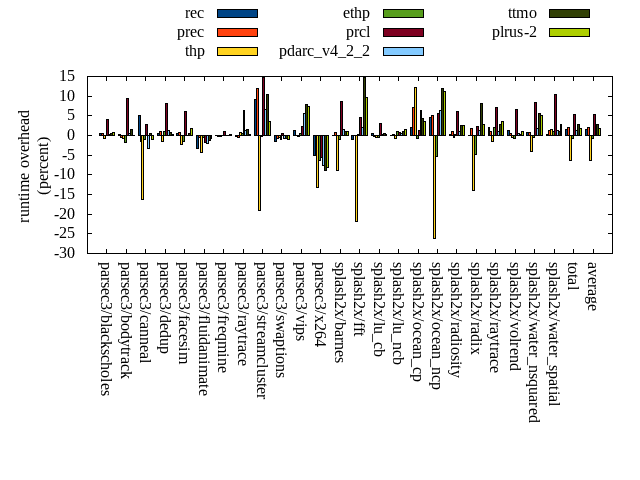 rec
ethp
ttmo
prec
prcl
plrus-2
thp
pdarc_v4_2_2
runtime overhead
(percent)
15
10
5
0
-5
-10
-15
-20
-25
-30
parsec3/blackscholes
parsec3/bodytrack
parsec3/canneal
parsec3/dedup
parsec3/facesim
parsec3/fluidanimate
parsec3/freqmine
parsec3/raytrace
parsec3/streamcluster
parsec3/swaptions
parsec3/vips
parsec3/x264
splash2x/barnes
splash2x/fft
splash2x/lu_cb
splash2x/lu_ncb
splash2x/ocean_cp
splash2x/ocean_ncp
splash2x/radiosity
splash2x/radix
splash2x/raytrace
splash2x/volrend
splash2x/water_nsquared
splash2x/water_spatial
total
average